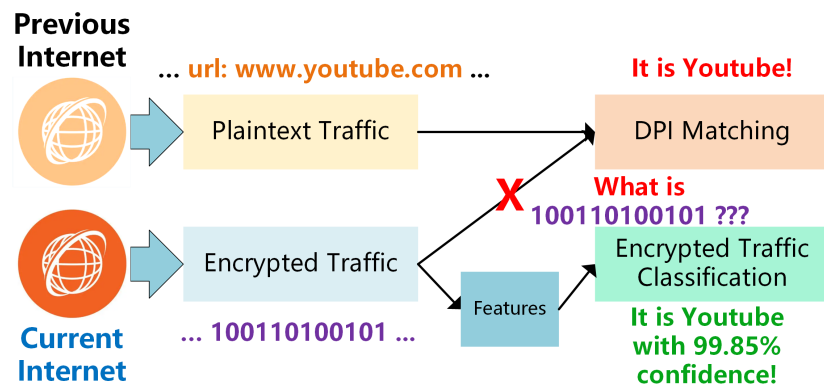 Previous
Internet
... url: www.youtube.com ...
It is Youtube!
Plaintext Traffic
DPI Matching
X
What is
100110100101 ???
Encrypted Traffic
Features
Encrypted Traffic
Classification
Current
Internet
... 100110100101 ...
It is Youtube
with 99.85%
confidence!